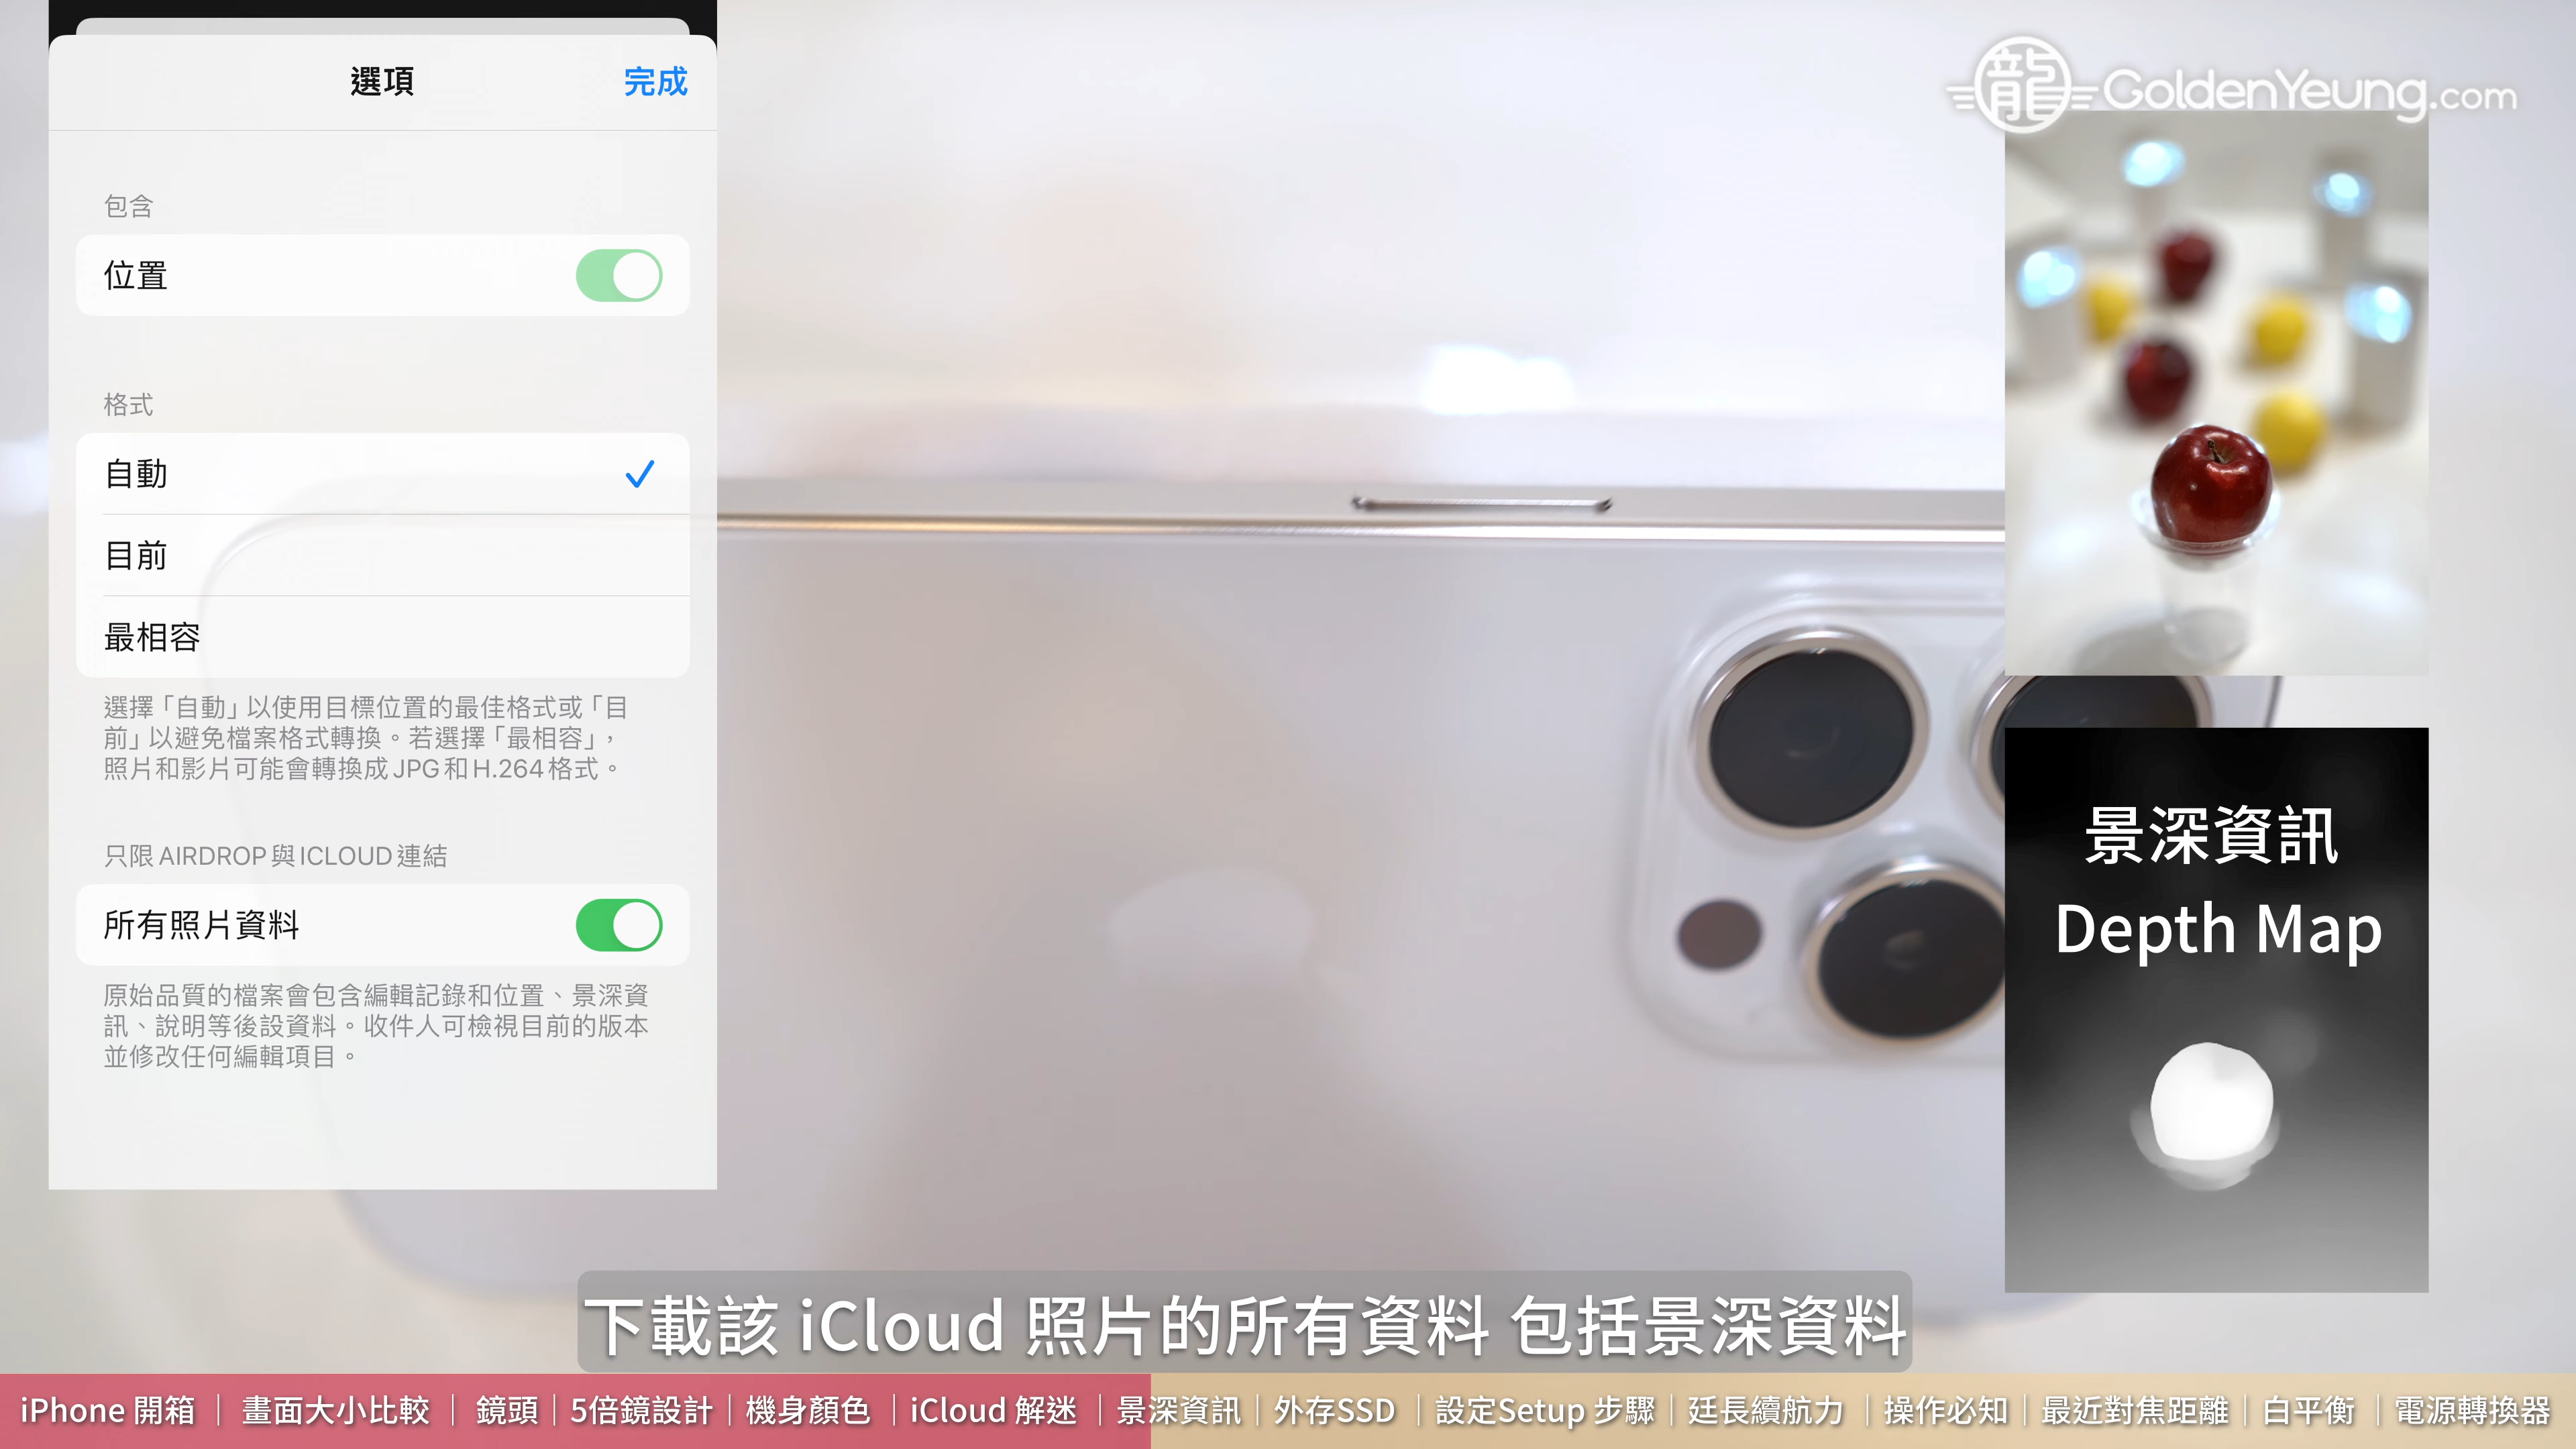 選項
完成
包含
位置
格式
自動
目前
最相容
選擇「自動」以使用目標位置的最佳格式或「目
前」以避免檔案格式轉換。若選擇「最相容」，
照片和影片可能會轉換成JPG和H.264格式。
只限AIRDROP與ICLOUD連結
所有照片資料
原始品質的檔案會包含編輯記錄和位置、景深資
訊、說明等後設資料。收件人可檢視目前的版本
並修改任何編輯項目。
龍 GoldenYeung.com
景深資訊
Depth Map
下載該 iCloud 照片的所有資料 包括景深資料
iPhone 開箱｜畫面大小比較｜鏡頭｜5倍鏡設計｜機身顏色｜iCloud 解迷｜景深資訊｜外存SSD｜設定Setup 步驟｜廷長續航力｜操作必知｜最近對焦距離｜白平衡｜電源轉換器